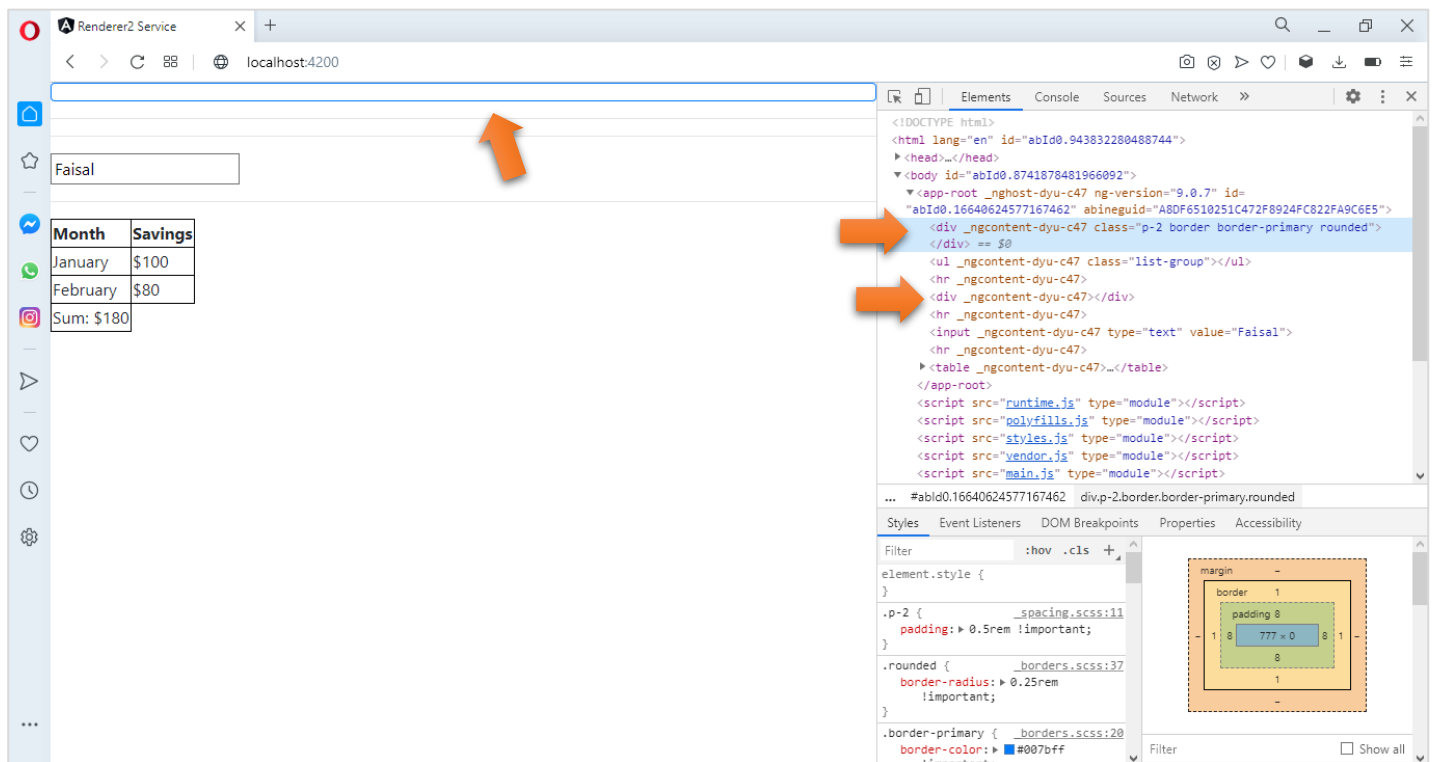 Renderer2 Service
localhost:4200
Faisal
Month Savings
January $100
February $80
Sum: $180
Elements Console Sources Network »
<!DOCTYPE html>
<html lang="en" id="abId0.943832280488744">
<head>…</head>
<body id="abId0.8741878481966092">
<app-root _nghost-dyu-c47 ng-version="9.0.7" id=
"abId0.16640624577167462" abineguid="A8DF6510251C472F8924FC822FA9C6E5">
<div _ngcontent-dyu-c47 class="p-2 border border-primary rounded">
</div> == $0
<ul _ngcontent-dyu-c47 class="list-group"></ul>
<hr _ngcontent-dyu-c47>
<div _ngcontent-dyu-c47></div>
<hr _ngcontent-dyu-c47>
<input _ngcontent-dyu-c47 type="text" value="Faisal">
<hr _ngcontent-dyu-c47>
<table _ngcontent-dyu-c47>…</table>
</app-root>
<script src="runtime.js" type="module"></script>
<script src="polyfills.js" type="module"></script>
<script src="styles.js" type="module"></script>
<script src="vendor.js" type="module"></script>
<script src="main.js" type="module"></script>
... #abId0.16640624577167462 div.p-2.border.border-primary.rounded
Styles Event Listeners DOM Breakpoints Properties Accessibility
Filter :hov .cls +
element.style {
}
.p-2 { _spacing.scss:11
padding: 0.5rem !important;
}
.rounded { _borders.scss:37
border-radius: 0.25rem
!important;
}
.border-primary { _borders.scss:20
border-color: #007bff
margin –
border 1
padding 8
– 1 8 777 × 0 8 1 –
8
1
–
Filter Show all